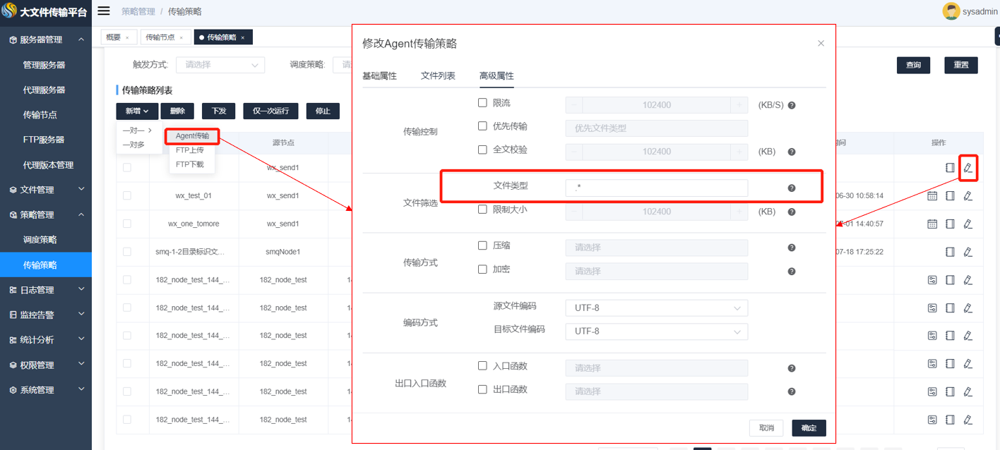 大文件传输平台
策略管理 / 传输策略
sysadmin
服务器管理
管理服务器
代理服务器
传输节点
FTP服务器
代理版本管理
文件管理
策略管理
调度策略
传输策略
日志管理
监控告警
统计分析
权限管理
系统管理
概要 × 传输节点 × 传输策略 ×
触发方式: 请选择 调度策略:
查询 重置
传输策略列表
新增 删除 下发 仅一次运行 停止
一对一
一对多
Agent传输
FTP上传
FTP下载
源节点 操作
wx_send1
wx_test_01 wx_send1 06-30 10:58:14
wx_one_tomore wx_send1 07-01 14:40:57
smq-1-2目录标识文... smqNode1 07-18 17:25:22
182_node_test_144_... 182_node_test
182_node_test_144_... 182_node_test
182_node_test_144_... 182_node_test
182_node_test_144_... 182_node_test
182_node_test_144_... 182_node_test
182_node_test_144_... 182_node_test
修改Agent传输策略
基础属性 文件列表 高级属性
传输控制
限流 102400 (KB/S)
优先传输 优先文件类型
全文校验 102400 (KB)
文件筛选
文件类型 .*
限制大小 102400 (KB)
传输方式
压缩 请选择
加密 请选择
编码方式
源文件编码 UTF-8
目标文件编码 UTF-8
出口入口函数
入口函数 请选择
出口函数 请选择
取消 确定